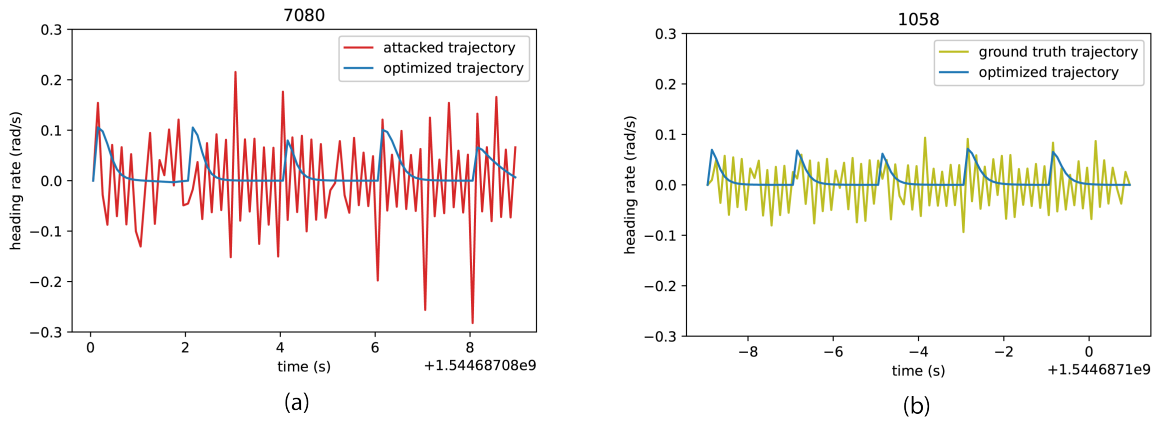 7080
0.3
0.2
0.1
0.0
−0.1
−0.2
−0.3
heading rate (rad/s)
attacked trajectory
optimized trajectory
0 2 4 6 8
time (s)
+1.54468708e9
(a)
1058
0.3
0.2
0.1
0.0
−0.1
−0.2
−0.3
heading rate (rad/s)
ground truth trajectory
optimized trajectory
−8 −6 −4 −2 0
time (s)
+1.5446871e9
(b)